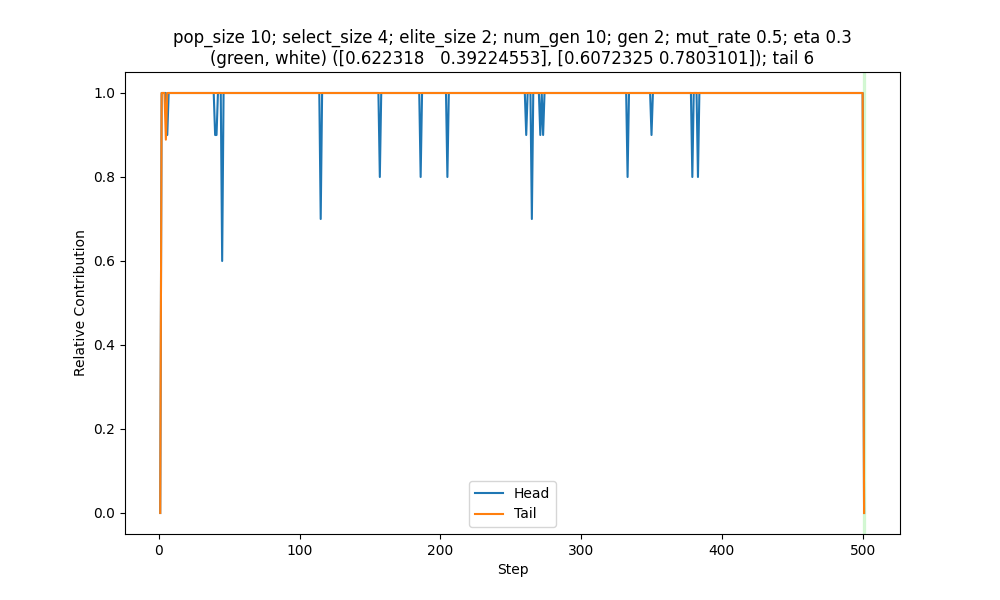 pop_size 10; select_size 4; elite_size 2; num_gen 10; gen 2; mut_rate 0.5; eta 0.3
(green, white) ([0.622318   0.39224553], [0.6072325 0.7803101]); tail 6
1.0
0.8
0.6
0.4
0.2
0.0
Relative Contribution
Head
Tail
0
100
200
300
400
500
Step